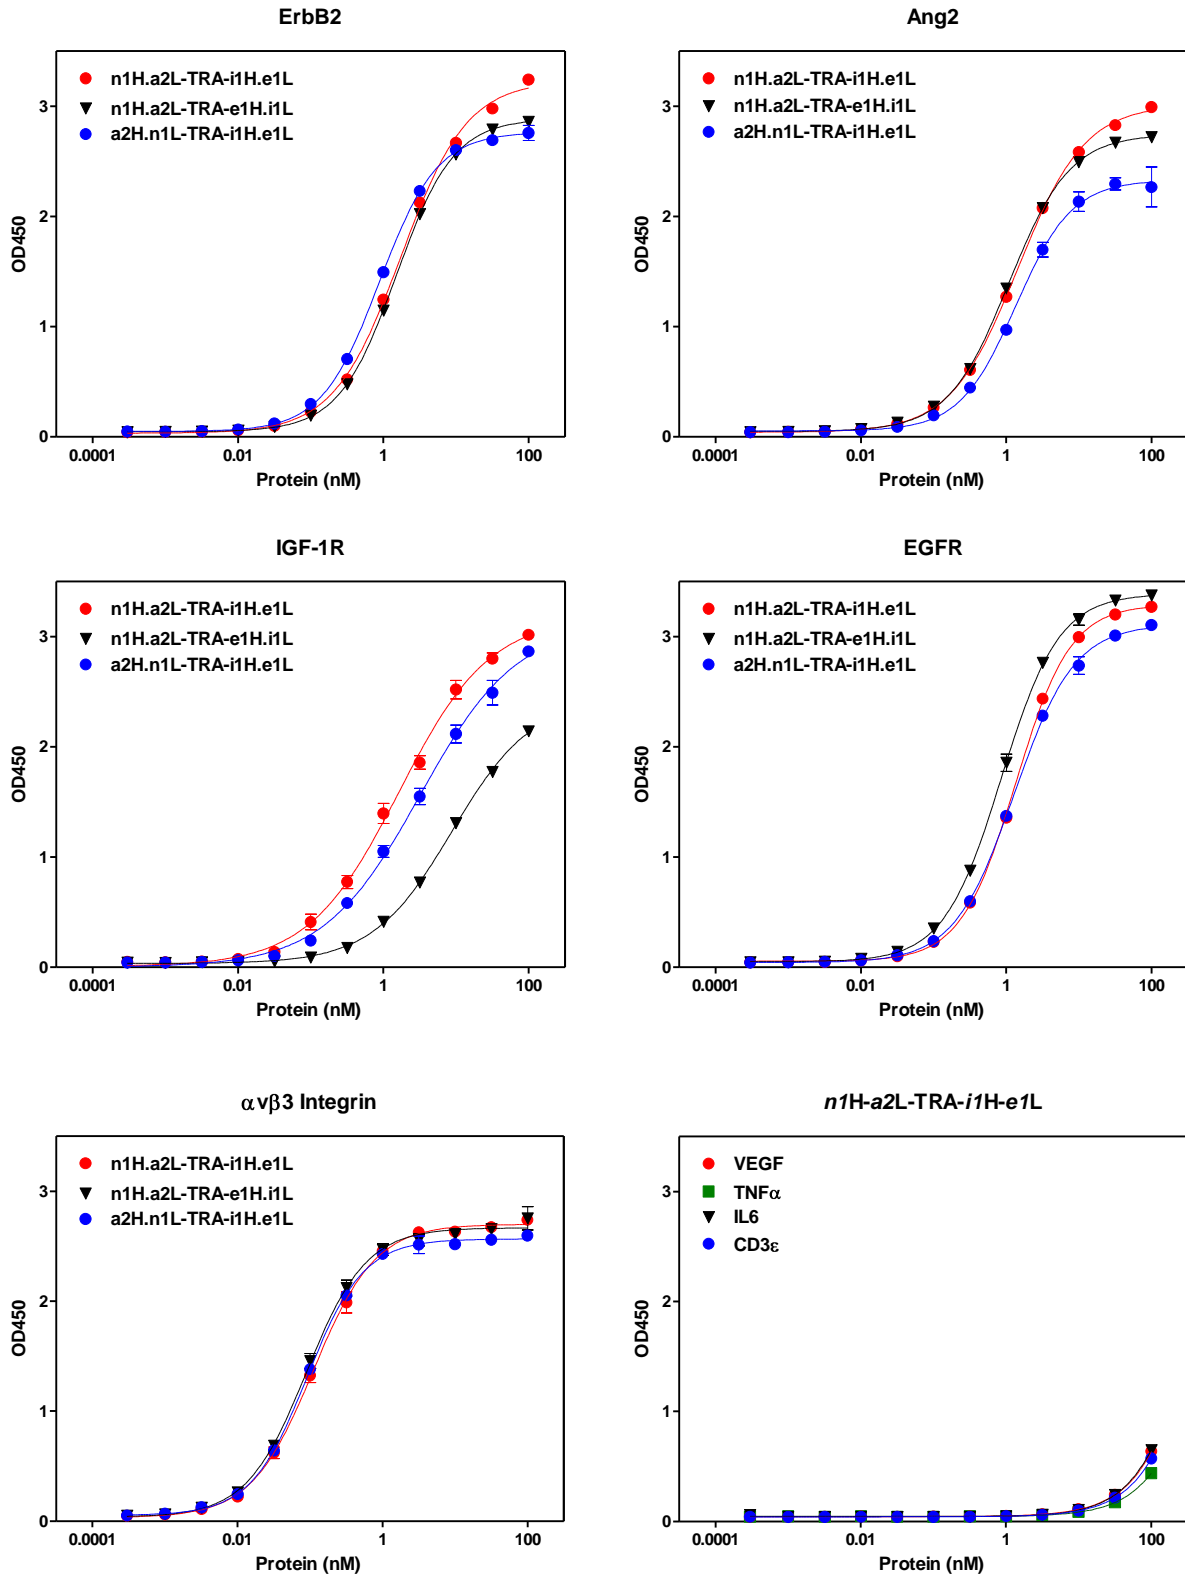 ErbB2
n1H.a2L-TRA-i1H.e1L
n1H.a2L-TRA-e1H.i1L
a2H.n1L-TRA-i1H.e1L
3
2
1
0
OD450
0.0001 0.01 1 100
Protein (nM)
Ang2
n1H.a2L-TRA-i1H.e1L
n1H.a2L-TRA-e1H.i1L
a2H.n1L-TRA-i1H.e1L
3
2
1
0
OD450
0.0001 0.01 1 100
Protein (nM)
IGF-1R
n1H.a2L-TRA-i1H.e1L
n1H.a2L-TRA-e1H.i1L
a2H.n1L-TRA-i1H.e1L
3
2
1
0
OD450
0.0001 0.01 1 100
Protein (nM)
EGFR
n1H.a2L-TRA-i1H.e1L
n1H.a2L-TRA-e1H.i1L
a2H.n1L-TRA-i1H.e1L
3
2
1
0
OD450
0.0001 0.01 1 100
Protein (nM)
αvβ3 Integrin
n1H.a2L-TRA-i1H.e1L
n1H.a2L-TRA-e1H.i1L
a2H.n1L-TRA-i1H.e1L
3
2
1
0
OD450
0.0001 0.01 1 100
Protein (nM)
n1H-a2L-TRA-i1H-e1L
VEGF
TNFα
IL6
CD3ε
3
2
1
0
OD450
0.0001 0.01 1 100
Protein (nM)